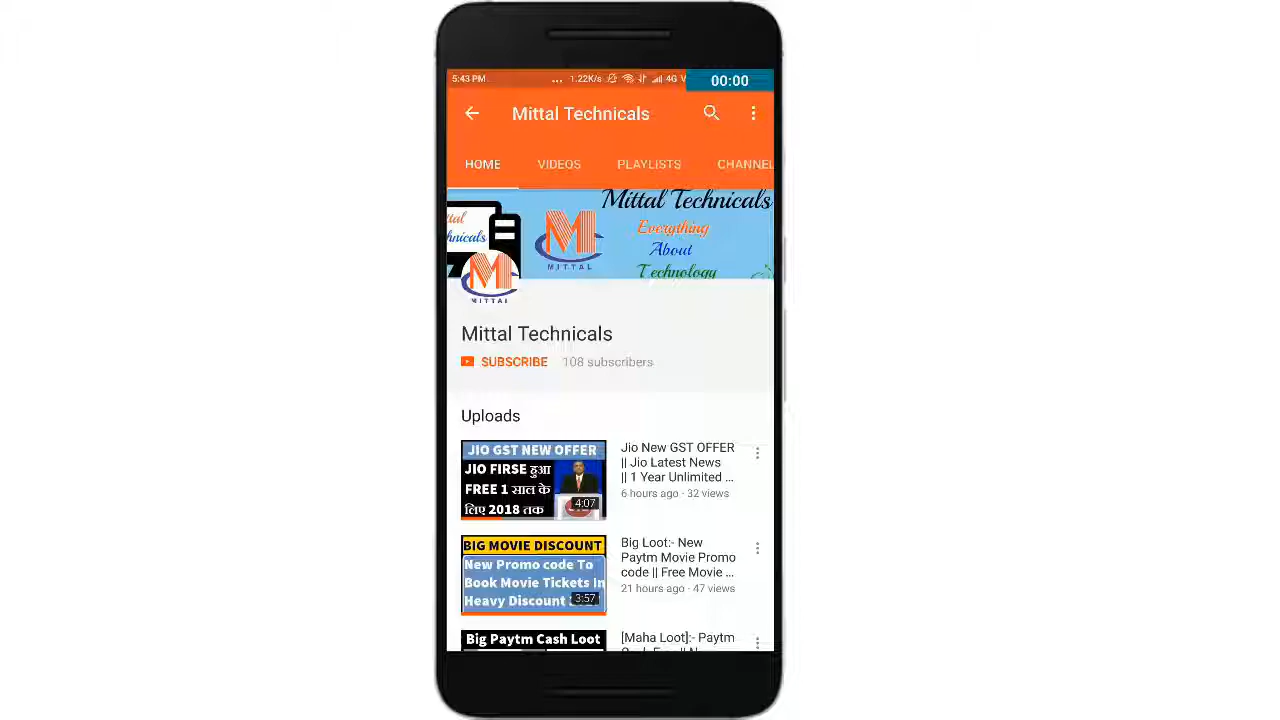 5:43 PM
... 1.22K/s 4G
00:00
Mittal Technicals
HOME VIDEOS PLAYLISTS CHANNEL
Mittal Technicals
Everything
About
Technology
MITTAL
MITTAL
Mittal Technicals
SUBSCRIBE 108 subscribers
Uploads
JIO GST NEW OFFER
JIO FIRSE हुआ
FREE 1 साल के
लिए 2018 तक
4:07
Jio New GST OFFER
|| Jio Latest News
|| 1 Year Unlimited ...
6 hours ago · 32 views
BIG MOVIE DISCOUNT
New Promo code To
Book Movie Tickets In
Heavy Discount
3:57
Big Loot:- New
Paytm Movie Promo
code || Free Movie ...
21 hours ago · 47 views
Big Paytm Cash Loot
[Maha Loot]:- Paytm